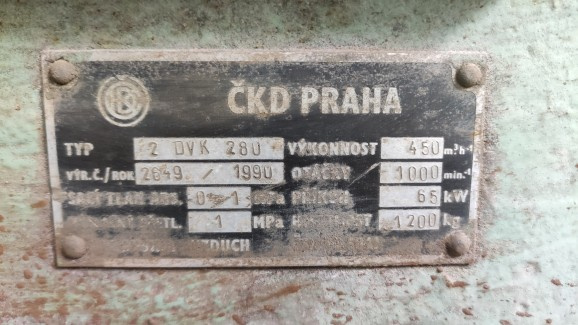 ČKD PRAHA
TYP 2 DVK 280 VÝKONNOST 450 m³h⁻¹
VÝR.Č./ROK 2649 / 1990 OTÁČKY 1000 min.⁻¹
SACÍ TLAK ABS. 0 1 MPa PŘÍKON 65 kW
TL. 1 MPa HMOTNOST 1200 kg
VZDUCH